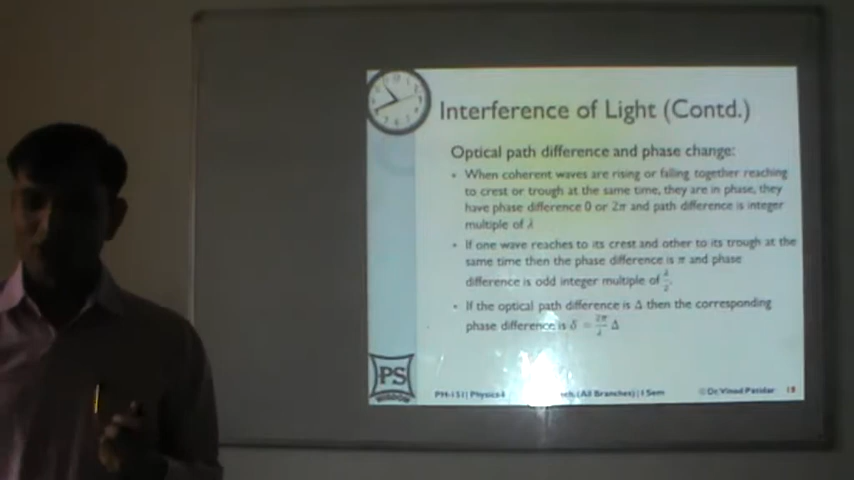 Interference of Light (Contd.)
Optical path difference and phase change:
• When coherent waves are rising or falling together reaching
to crest or trough at the same time, they are in phase, they
have phase difference 0 or 2π and path difference is integer
multiple of λ
• If one wave reaches to its crest and other to its trough at the
same time then the phase difference is π and phase
difference is odd integer multiple of λ/2.
• If the optical path difference is Δ then the corresponding
phase difference is δ = 2π/λ Δ
PS
PH-151| Physics-I (All Branches) | I Sem © Dr. Vinod Patidar 18